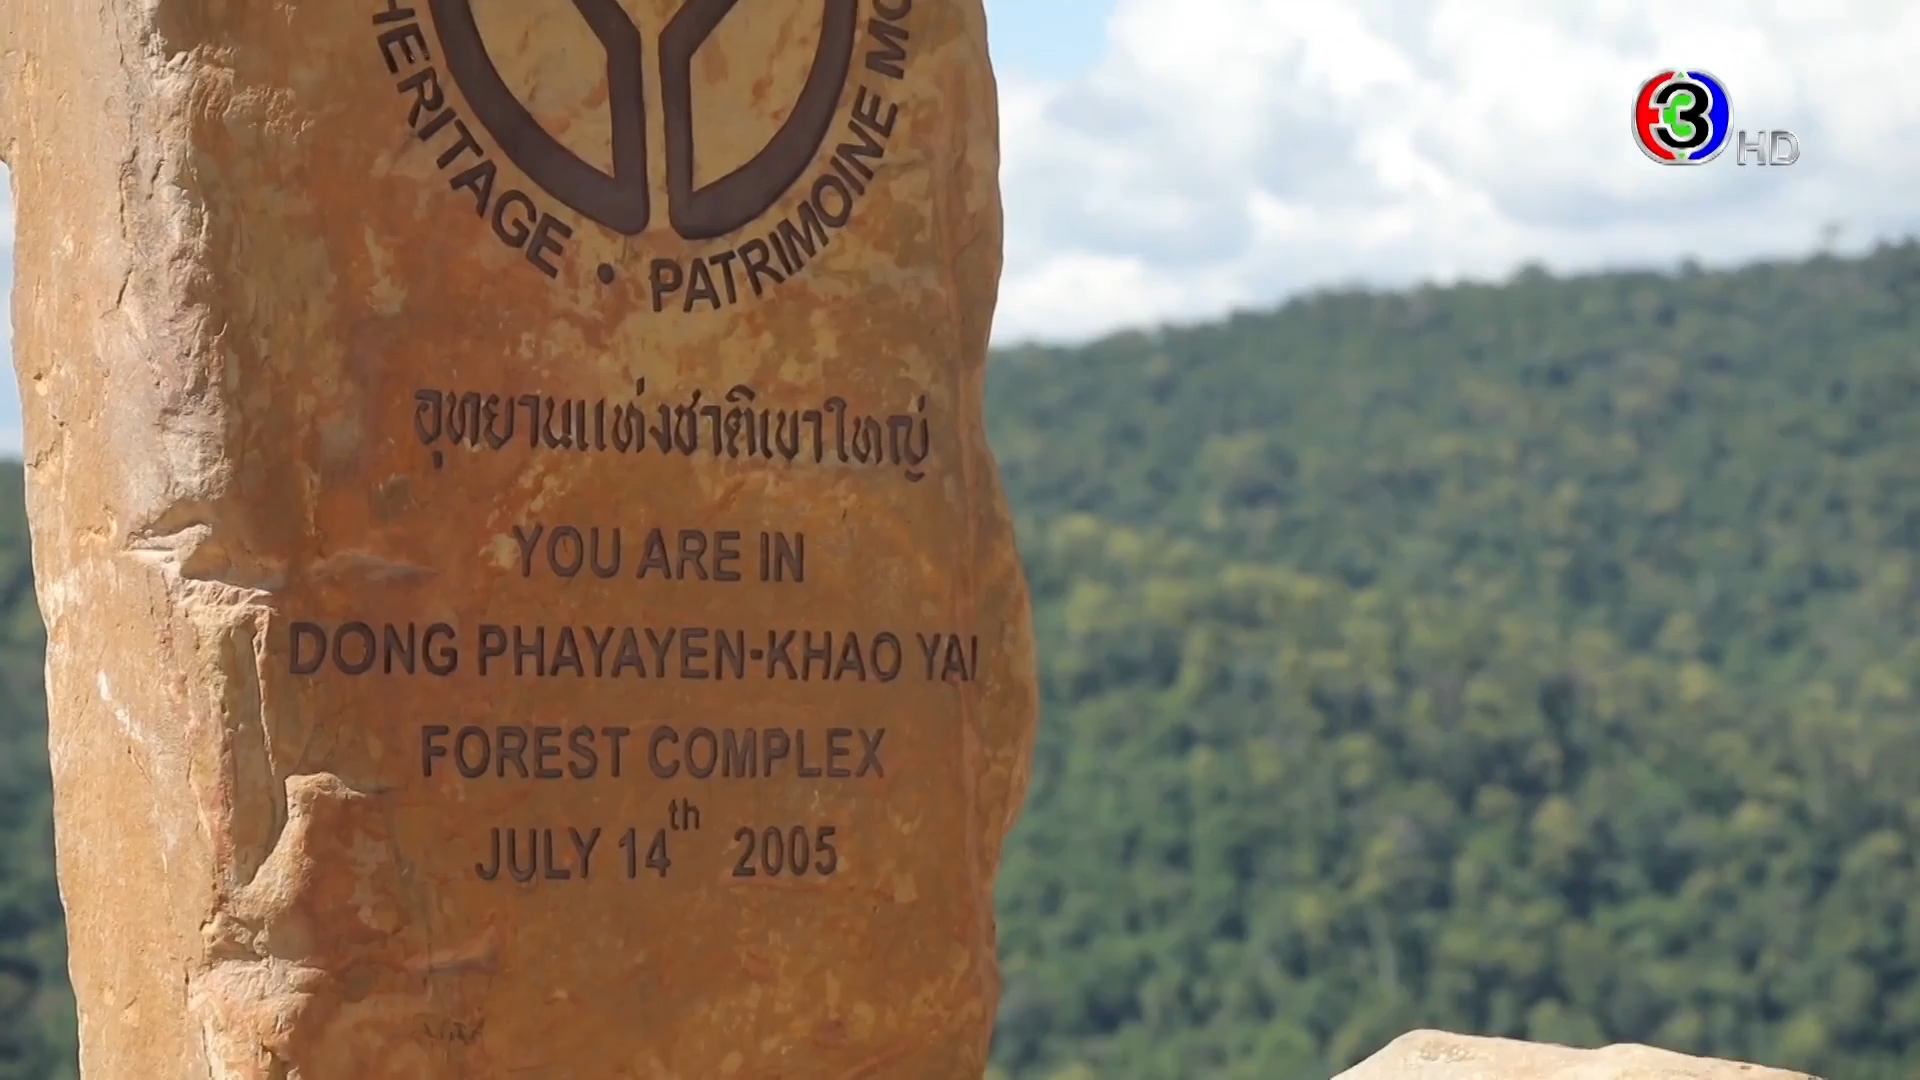 HERITAGE • PATRIMOINE MO
อุทยานแห่งชาติเขาใหญ่
YOU ARE IN
DONG PHAYAYEN-KHAO YAI
FOREST COMPLEX
JULY 14th 2005
3 HD